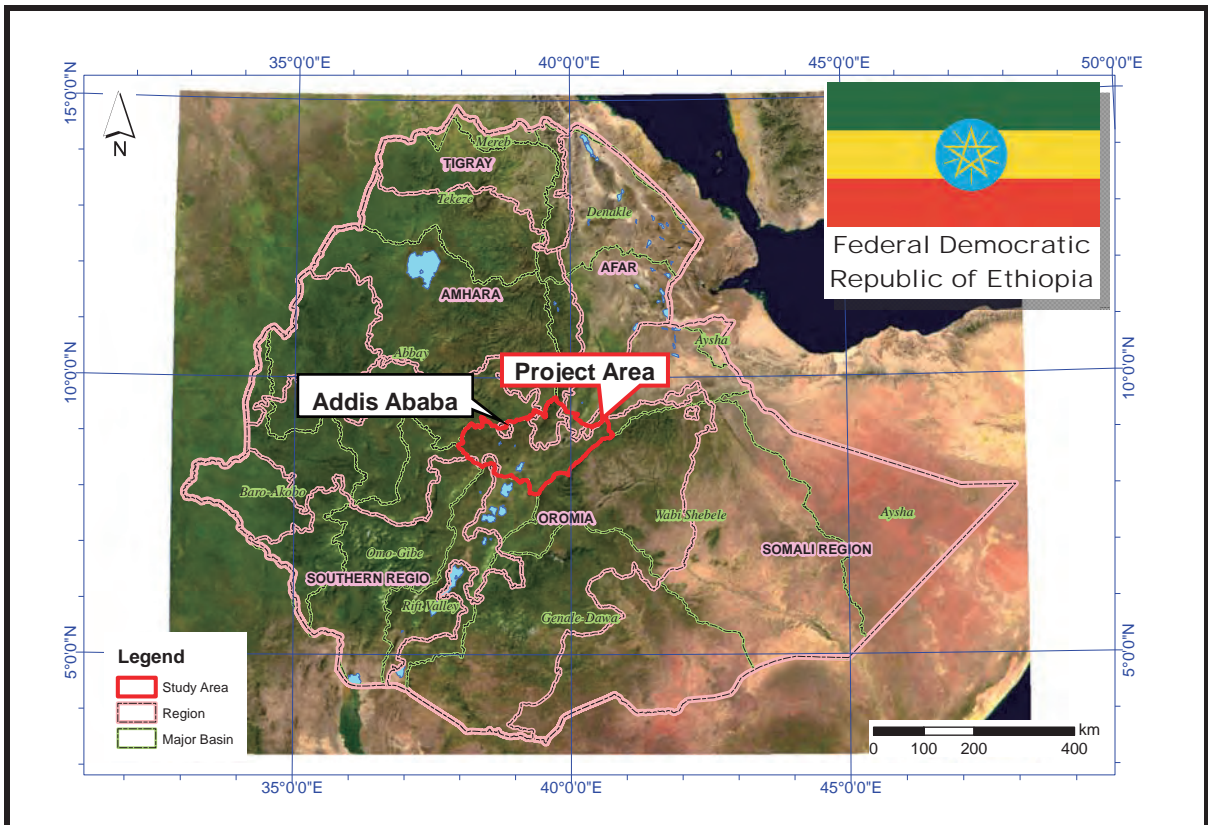 35°0'0"E
40°0'0"E
45°0'0"E
50°0'0"E
15°0'0"N
15°0'0"N
N
Mereb
TIGRAY
Tekeze
Denakle
Federal Democratic
Republic of Ethiopia
AFAR
AMHARA
Aysha
Abbay
10°0'0"N
10°0'0"N
Project Area
Addis Ababa
Baro-Akobo
OROMIA
Wabi Shebele
Aysha
Omo-Gibe
SOMALI REGION
SOUTHERN REGIO
Rift Valley
Genale-Dawa
5°0'0"N
5°0'0"N
Legend
Study Area
Region
Major Basin
km
0 100 200 400
35°0'0"E
40°0'0"E
45°0'0"E